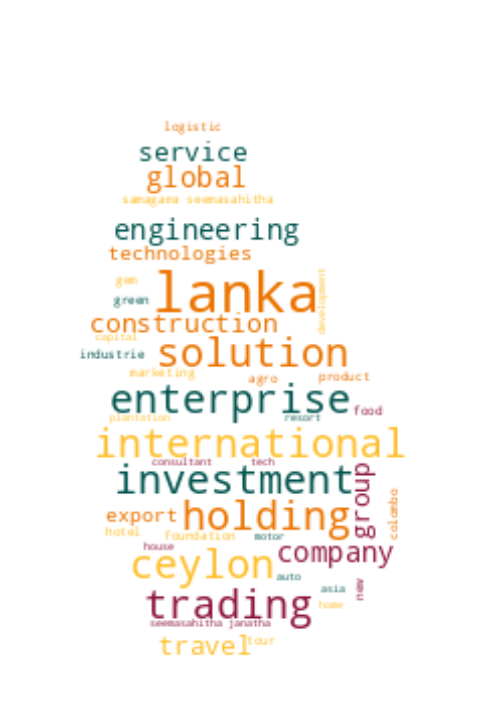 logistic
service
global
samagama seemasahitha
engineering
technologies
gem
development
green
lanka
construction
capital
industrie
solution
marketing
agro
product
enterprise
food
plantation
resort
international
consultant
tech
investment
group
colombo
export
holding
hotel
foundation
motor
house
company
ceylon
auto
asia
new
trading
home
seemasahitha janatha
travel
tour